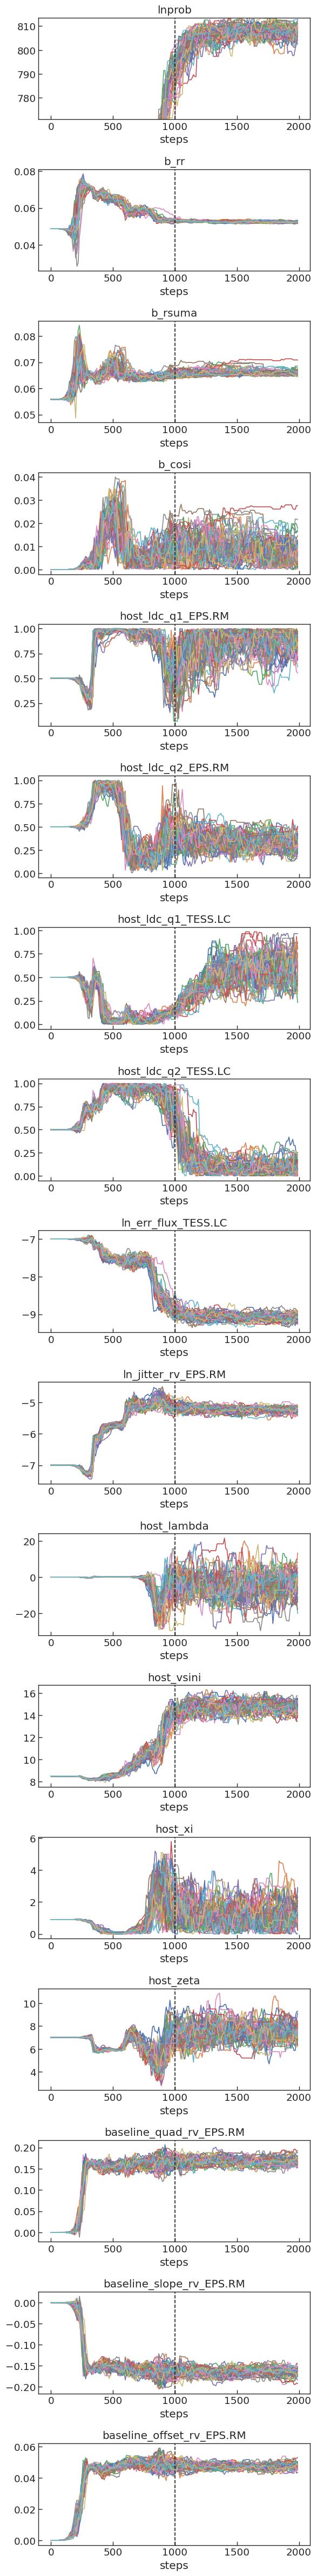 lnprob
810
800
790
780
0 500 1000 1500 2000
steps
b_rr
0.08
0.06
0.04
0 500 1000 1500 2000
steps
b_rsuma
0.08
0.07
0.06
0.05
0 500 1000 1500 2000
steps
b_cosi
0.04
0.03
0.02
0.01
0.00
0 500 1000 1500 2000
steps
host_ldc_q1_EPS.RM
1.00
0.75
0.50
0.25
0 500 1000 1500 2000
steps
host_ldc_q2_EPS.RM
1.00
0.75
0.50
0.25
0.00
0 500 1000 1500 2000
steps
host_ldc_q1_TESS.LC
1.00
0.75
0.50
0.25
0.00
0 500 1000 1500 2000
steps
host_ldc_q2_TESS.LC
1.00
0.75
0.50
0.25
0.00
0 500 1000 1500 2000
steps
ln_err_flux_TESS.LC
−7
−8
−9
0 500 1000 1500 2000
steps
ln_jitter_rv_EPS.RM
−5
−6
−7
0 500 1000 1500 2000
steps
host_lambda
20
0
−20
0 500 1000 1500 2000
steps
host_vsini
16
14
12
10
8
0 500 1000 1500 2000
steps
host_xi
6
4
2
0
0 500 1000 1500 2000
steps
host_zeta
10
8
6
4
0 500 1000 1500 2000
steps
baseline_quad_rv_EPS.RM
0.20
0.15
0.10
0.05
0.00
0 500 1000 1500 2000
steps
baseline_slope_rv_EPS.RM
0.00
−0.05
−0.10
−0.15
−0.20
0 500 1000 1500 2000
steps
baseline_offset_rv_EPS.RM
0.06
0.04
0.02
0.00
0 500 1000 1500 2000
steps